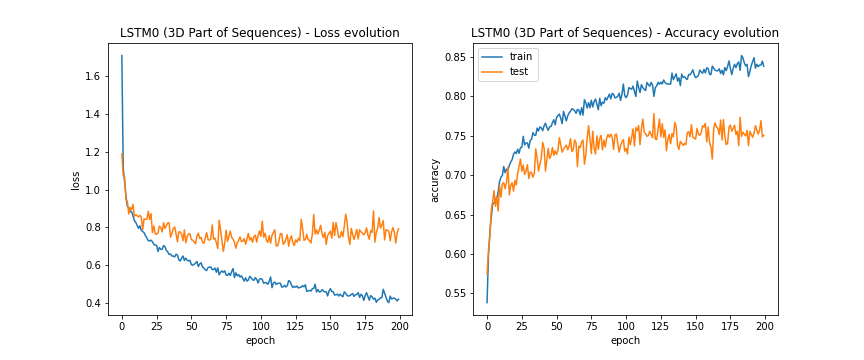 LSTM0 (3D Part of Sequences) - Loss evolution
1.6
1.4
1.2
1.0
0.8
0.6
0.4
loss
0 25 50 75 100 125 150 175 200
epoch
LSTM0 (3D Part of Sequences) - Accuracy evolution
train
test
0.85
0.80
0.75
0.70
0.65
0.60
0.55
accuracy
0 25 50 75 100 125 150 175 200
epoch